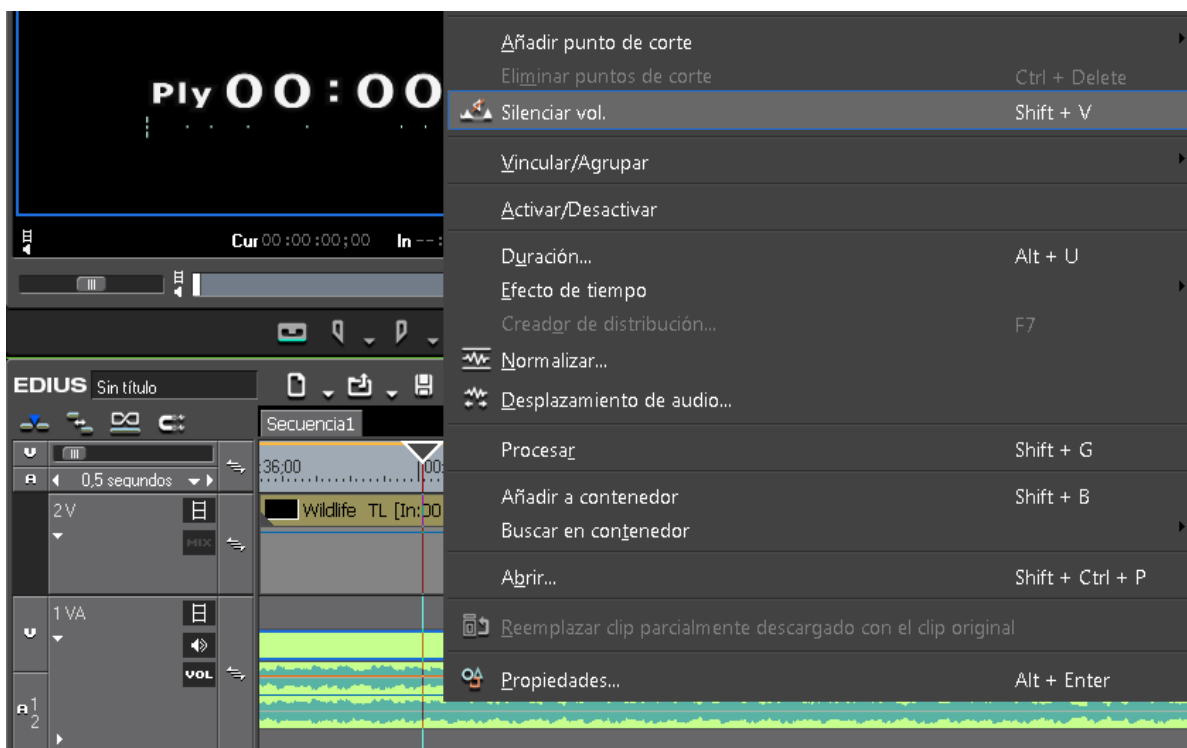 Ply 00:00
Cur 00:00:00;00 In --:
EDIUS Sin título
Secuencia1
0,5 segundos
:36;00 00:
2 V
Wildlife TL [In:00
MIX
1 VA
VOL
A 1
2
Añadir punto de corte
Eliminar puntos de corte Ctrl + Delete
Silenciar vol. Shift + V
Vincular/Agrupar
Activar/Desactivar
Duración... Alt + U
Efecto de tiempo
Creador de distribución... F7
Normalizar...
Desplazamiento de audio...
Procesar Shift + G
Añadir a contenedor Shift + B
Buscar en contenedor
Abrir... Shift + Ctrl + P
Reemplazar clip parcialmente descargado con el clip original
Propiedades... Alt + Enter